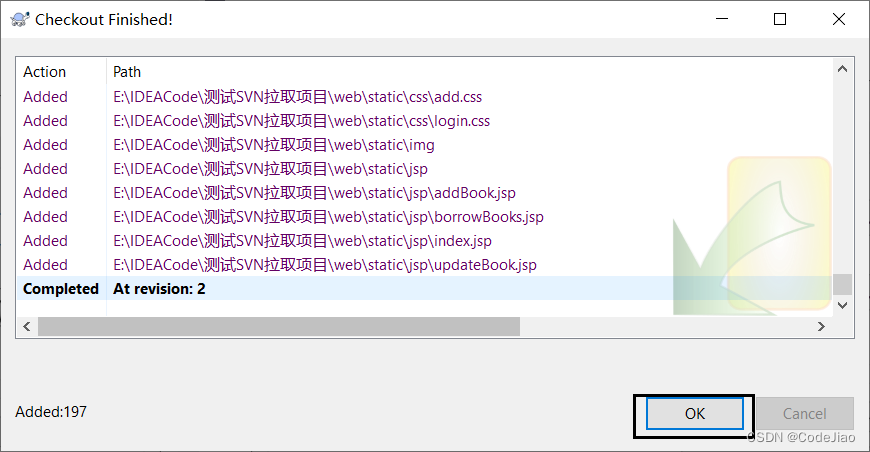 Checkout Finished!
Action Path
Added E:\IDEACode\测试SVN拉取项目\web\static\css\add.css
Added E:\IDEACode\测试SVN拉取项目\web\static\css\login.css
Added E:\IDEACode\测试SVN拉取项目\web\static\img
Added E:\IDEACode\测试SVN拉取项目\web\static\jsp
Added E:\IDEACode\测试SVN拉取项目\web\static\jsp\addBook.jsp
Added E:\IDEACode\测试SVN拉取项目\web\static\jsp\borrowBooks.jsp
Added E:\IDEACode\测试SVN拉取项目\web\static\jsp\index.jsp
Added E:\IDEACode\测试SVN拉取项目\web\static\jsp\updateBook.jsp
Completed At revision: 2
Added:197 OK Cancel
CSDN @CodeJiao